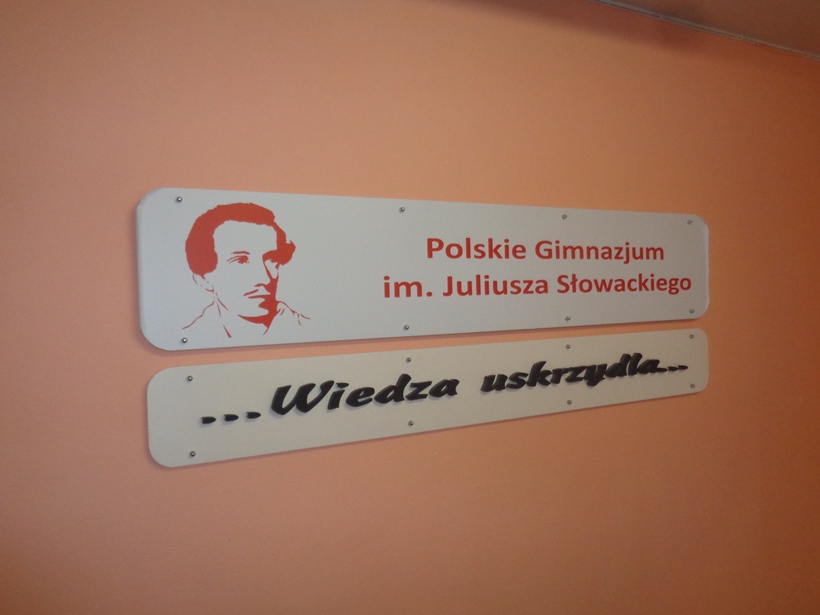 Polskie Gimnazjum
im. Juliusza Słowackiego
...Wiedza uskrzydla...